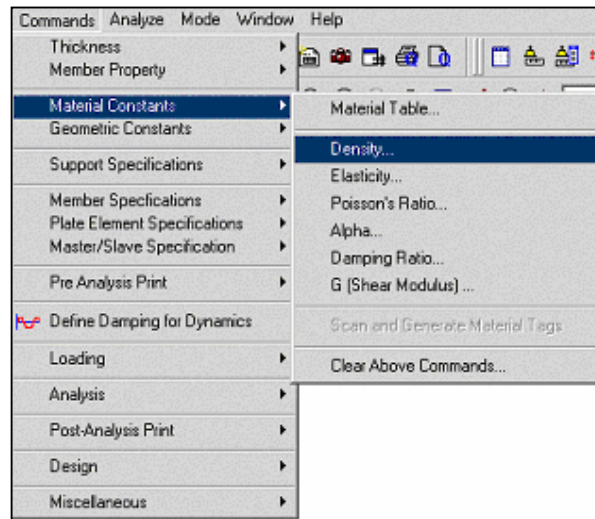 Commands Analyze Mode Window Help
Thickness
Member Property
Material Constants
Geometric Constants
Support Specifications
Member Specifications
Plate Element Specifications
Master/Slave Specification
Pre Analysis Print
Define Damping for Dynamics
Loading
Analysis
Post-Analysis Print
Design
Miscellaneous
Material Table...
Density...
Elasticity...
Poisson's Ratio...
Alpha...
Damping Ratio...
G (Shear Modulus) ...
Scan and Generate Material Tags
Clear Above Commands...